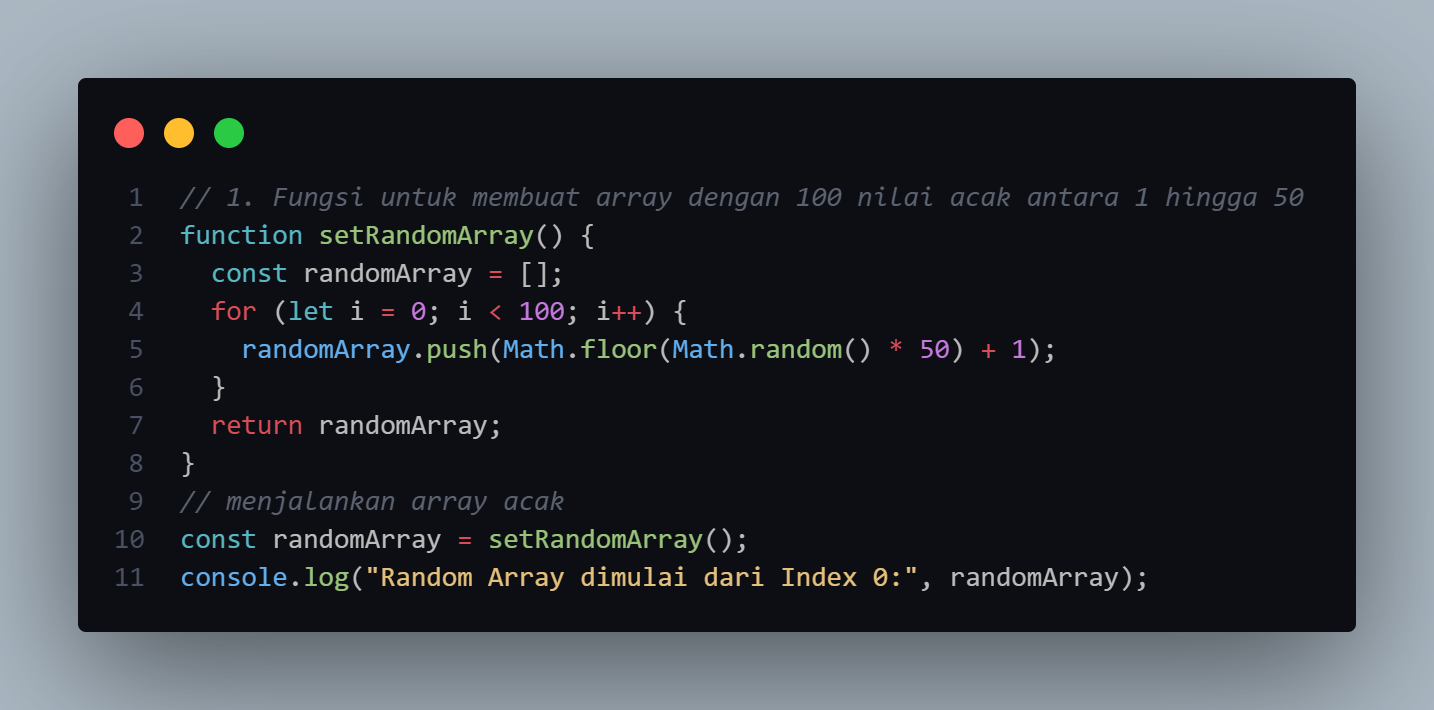 1 // 1. Fungsi untuk membuat array dengan 100 nilai acak antara 1 hingga 50
2 function setRandomArray() {
3   const randomArray = [];
4   for (let i = 0; i < 100; i++) {
5     randomArray.push(Math.floor(Math.random() * 50) + 1);
6   }
7   return randomArray;
8 }
9 // menjalankan array acak
10 const randomArray = setRandomArray();
11 console.log("Random Array dimulai dari Index 0:", randomArray);